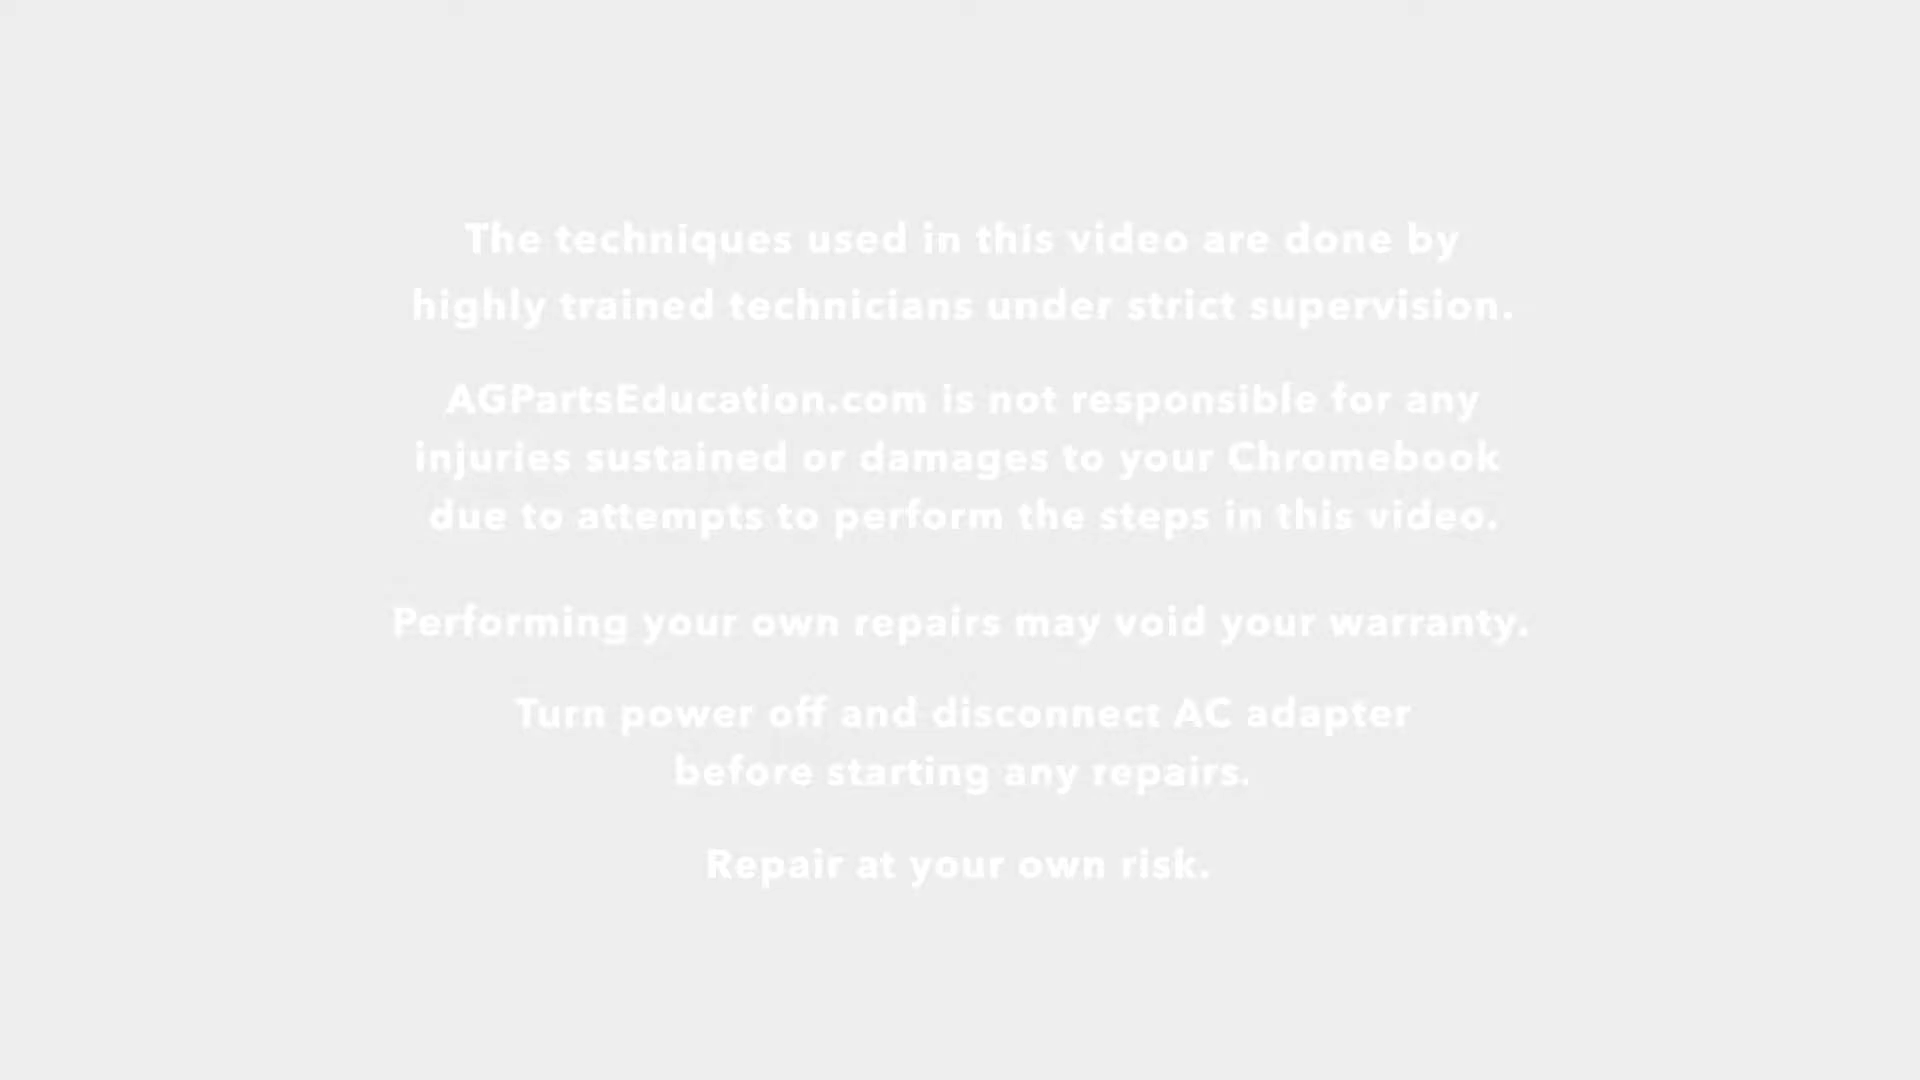 The techniques used in this video are done by
highly trained technicians under strict supervision.
AGPartsEducation.com is not responsible for any
injuries sustained or damages to your Chromebook
due to attempts to perform the steps in this video.
Performing your own repairs may void your warranty.
Turn power off and disconnect AC adapter
before starting any repairs.
Repair at your own risk.